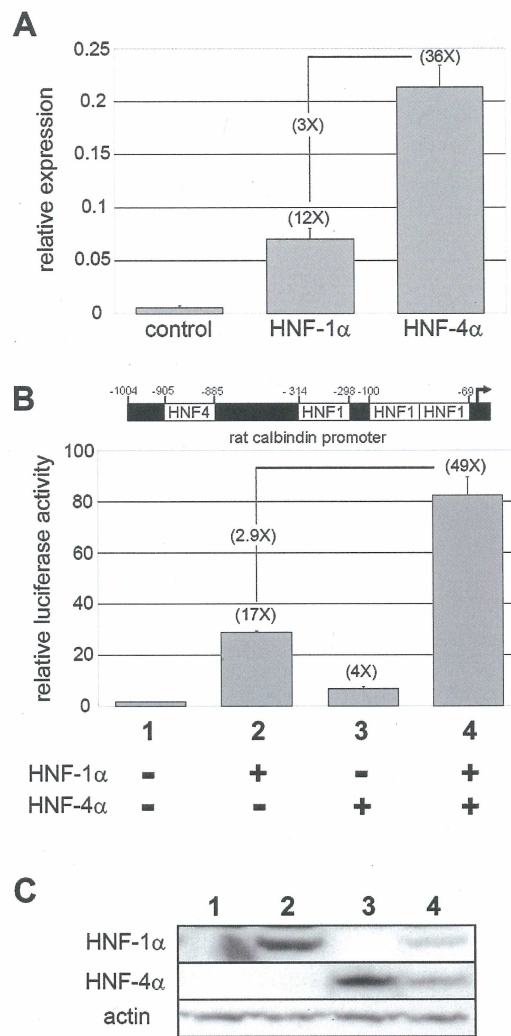 A
relative expression
0.25
0.2
0.15
0.1
0.05
0
(36X)
(3X)
(12X)
control HNF-1α HNF-4α
B
-1004 -905 -885 -314 -298 -100 -69
HNF4 HNF1 HNF1 HNF1
rat calbindin promoter
relative luciferase activity
100
80
60
40
20
0
(49X)
(2.9X)
(17X)
(4X)
1 2 3 4
HNF-1α - + - +
HNF-4α - - + +
C
1 2 3 4
HNF-1α
HNF-4α
actin